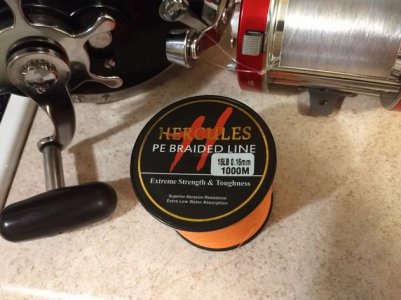 HERCULES
PE BRAIDED LINE
15LB 0.16mm
1000M
Extreme Strength & Toughness
Superior Abrasion Resistance
Extra Low Water Absorption